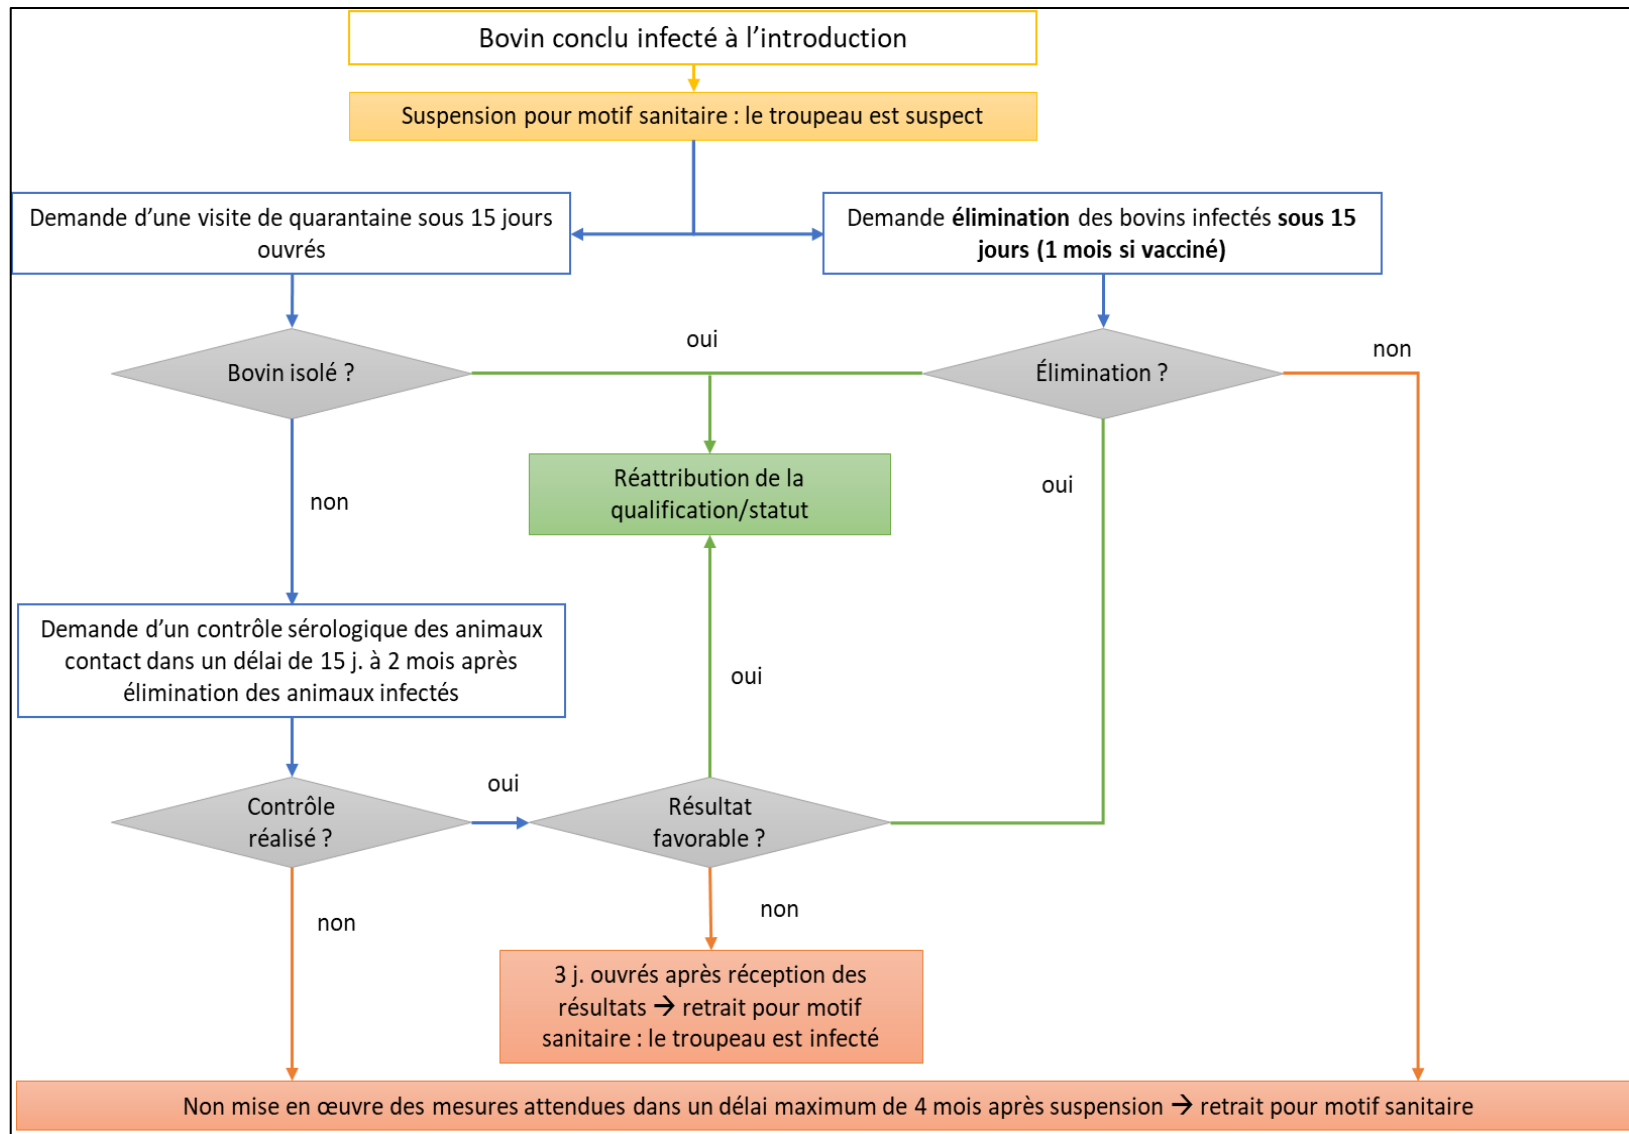 Bovin conclu infecté à l’introduction
Suspension pour motif sanitaire : le troupeau est suspect
Demande d’une visite de quarantaine sous 15 jours
ouvrés
Demande élimination des bovins infectés sous 15
jours (1 mois si vacciné)
oui
non
Bovin isolé ?
Élimination ?
Réattribution de la
qualification/statut
non
oui
Demande d’un contrôle sérologique des animaux
contact dans un délai de 15 j. à 2 mois après
élimination des animaux infectés
oui
oui
Contrôle
réalisé ?
Résultat
favorable ?
non
non
3 j. ouvrés après réception des
résultats → retrait pour motif
sanitaire : le troupeau est infecté
Non mise en œuvre des mesures attendues dans un délai maximum de 4 mois après suspension → retrait pour motif sanitaire